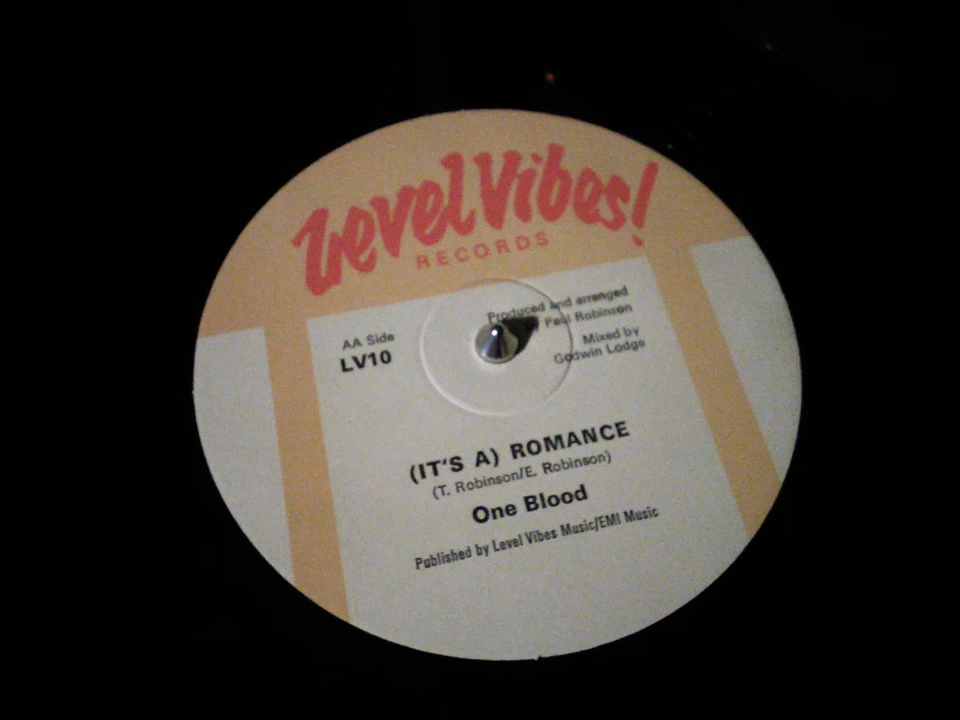 Level Vibes!
RECORDS
AA Side
LV10
Produced and arranged
Paul Robinson
Mixed by
Godwin Lodge
(IT'S A) ROMANCE
(T. Robinson/E. Robinson)
One Blood
Published by Level Vibes Music/EMI Music